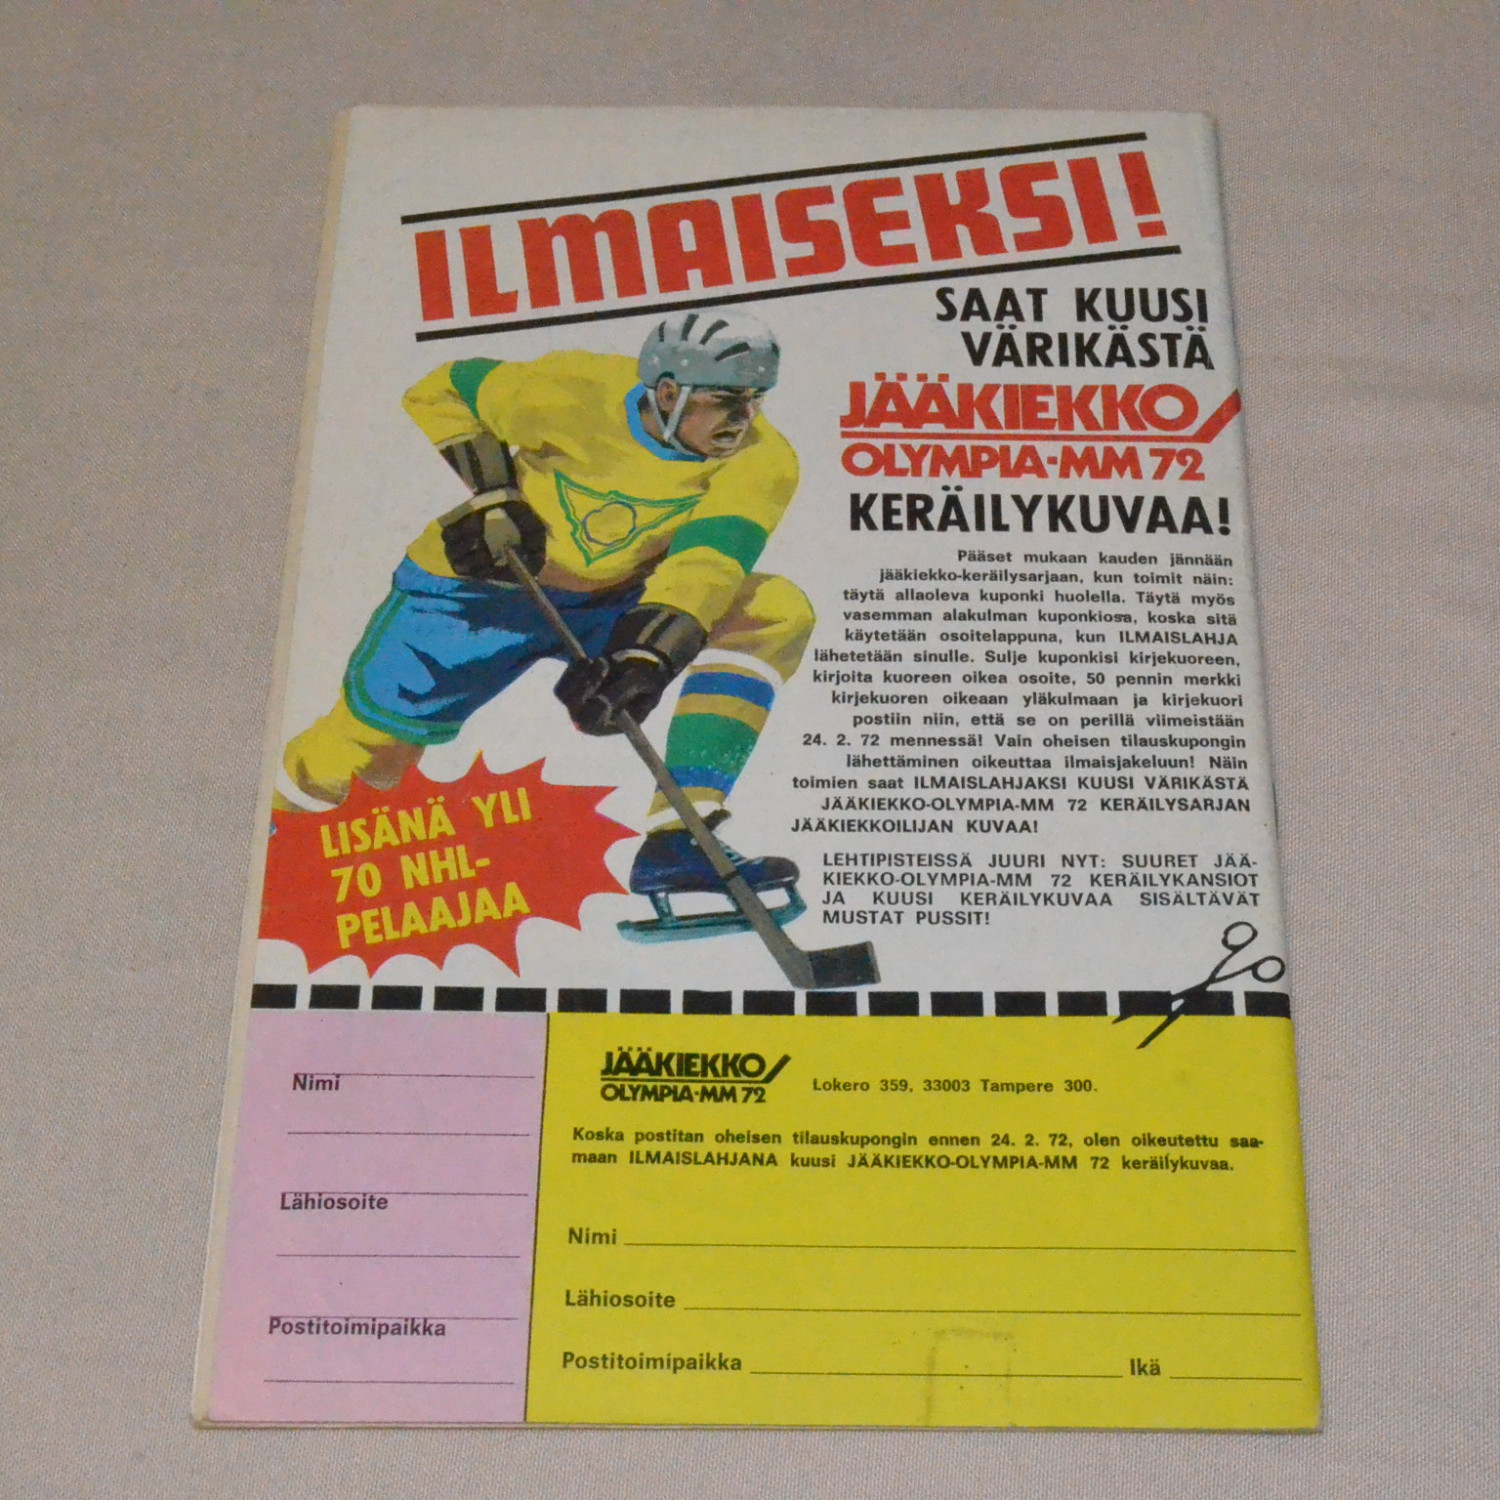 ILMAISEKSI!
SAAT KUUSI
VÄRIKÄSTÄ
JÄÄKIEKKO
OLYMPIA-MM 72
KERÄILYKUVAA!
Pääset mukaan kauden jännään
jääkiekko-keräilysarjaan, kun toimit näin:
täytä allaoleva kuponki huolella. Täytä myös
vasemman alakulman kuponkiosa, koska sitä
käytetään osoitelappuna, kun ILMAISLAHJA
lähetetään sinulle. Sulje kuponkisi kirjekuoreen,
kirjoita kuoreen oikea osoite, 50 pennin merkki
kirjekuoren oikeaan yläkulmaan ja kirjekuori
postiin niin, että se on perillä viimeistään
24. 2. 72 mennessä! Vain oheisen tilauskupongin
lähettäminen oikeuttaa ilmaisjakeluun! Näin
toimien saat ILMAISLAHJAKSI KUUSI VÄRIKÄSTÄ
JÄÄKIEKKO-OLYMPIA-MM 72 KERÄILYSARJAN
JÄÄKIEKKOILIJAN KUVAA!
LEHTIPISTEISSÄ JUURI NYT: SUURET JÄÄ-
KIEKKO-OLYMPIA-MM 72 KERÄILYKANSIOT
JA KUUSI KERÄILYKUVAA SISÄLTÄVÄT
MUSTAT PUSSIT!
LISÄNÄ YLI
70 NHL-
PELAAJAA
Nimi
Lähiosoite
Postitoimipaikka
JÄÄKIEKKO
OLYMPIA-MM 72
Lokero 359, 33003 Tampere 300.
Koska postitan oheisen tilauskupongin ennen 24. 2. 72, olen oikeutettu saa-
maan ILMAISLAHJANA kuusi JÄÄKIEKKO-OLYMPIA-MM 72 keräilykuvaa.
Nimi
Lähiosoite
Postitoimipaikka Ikä